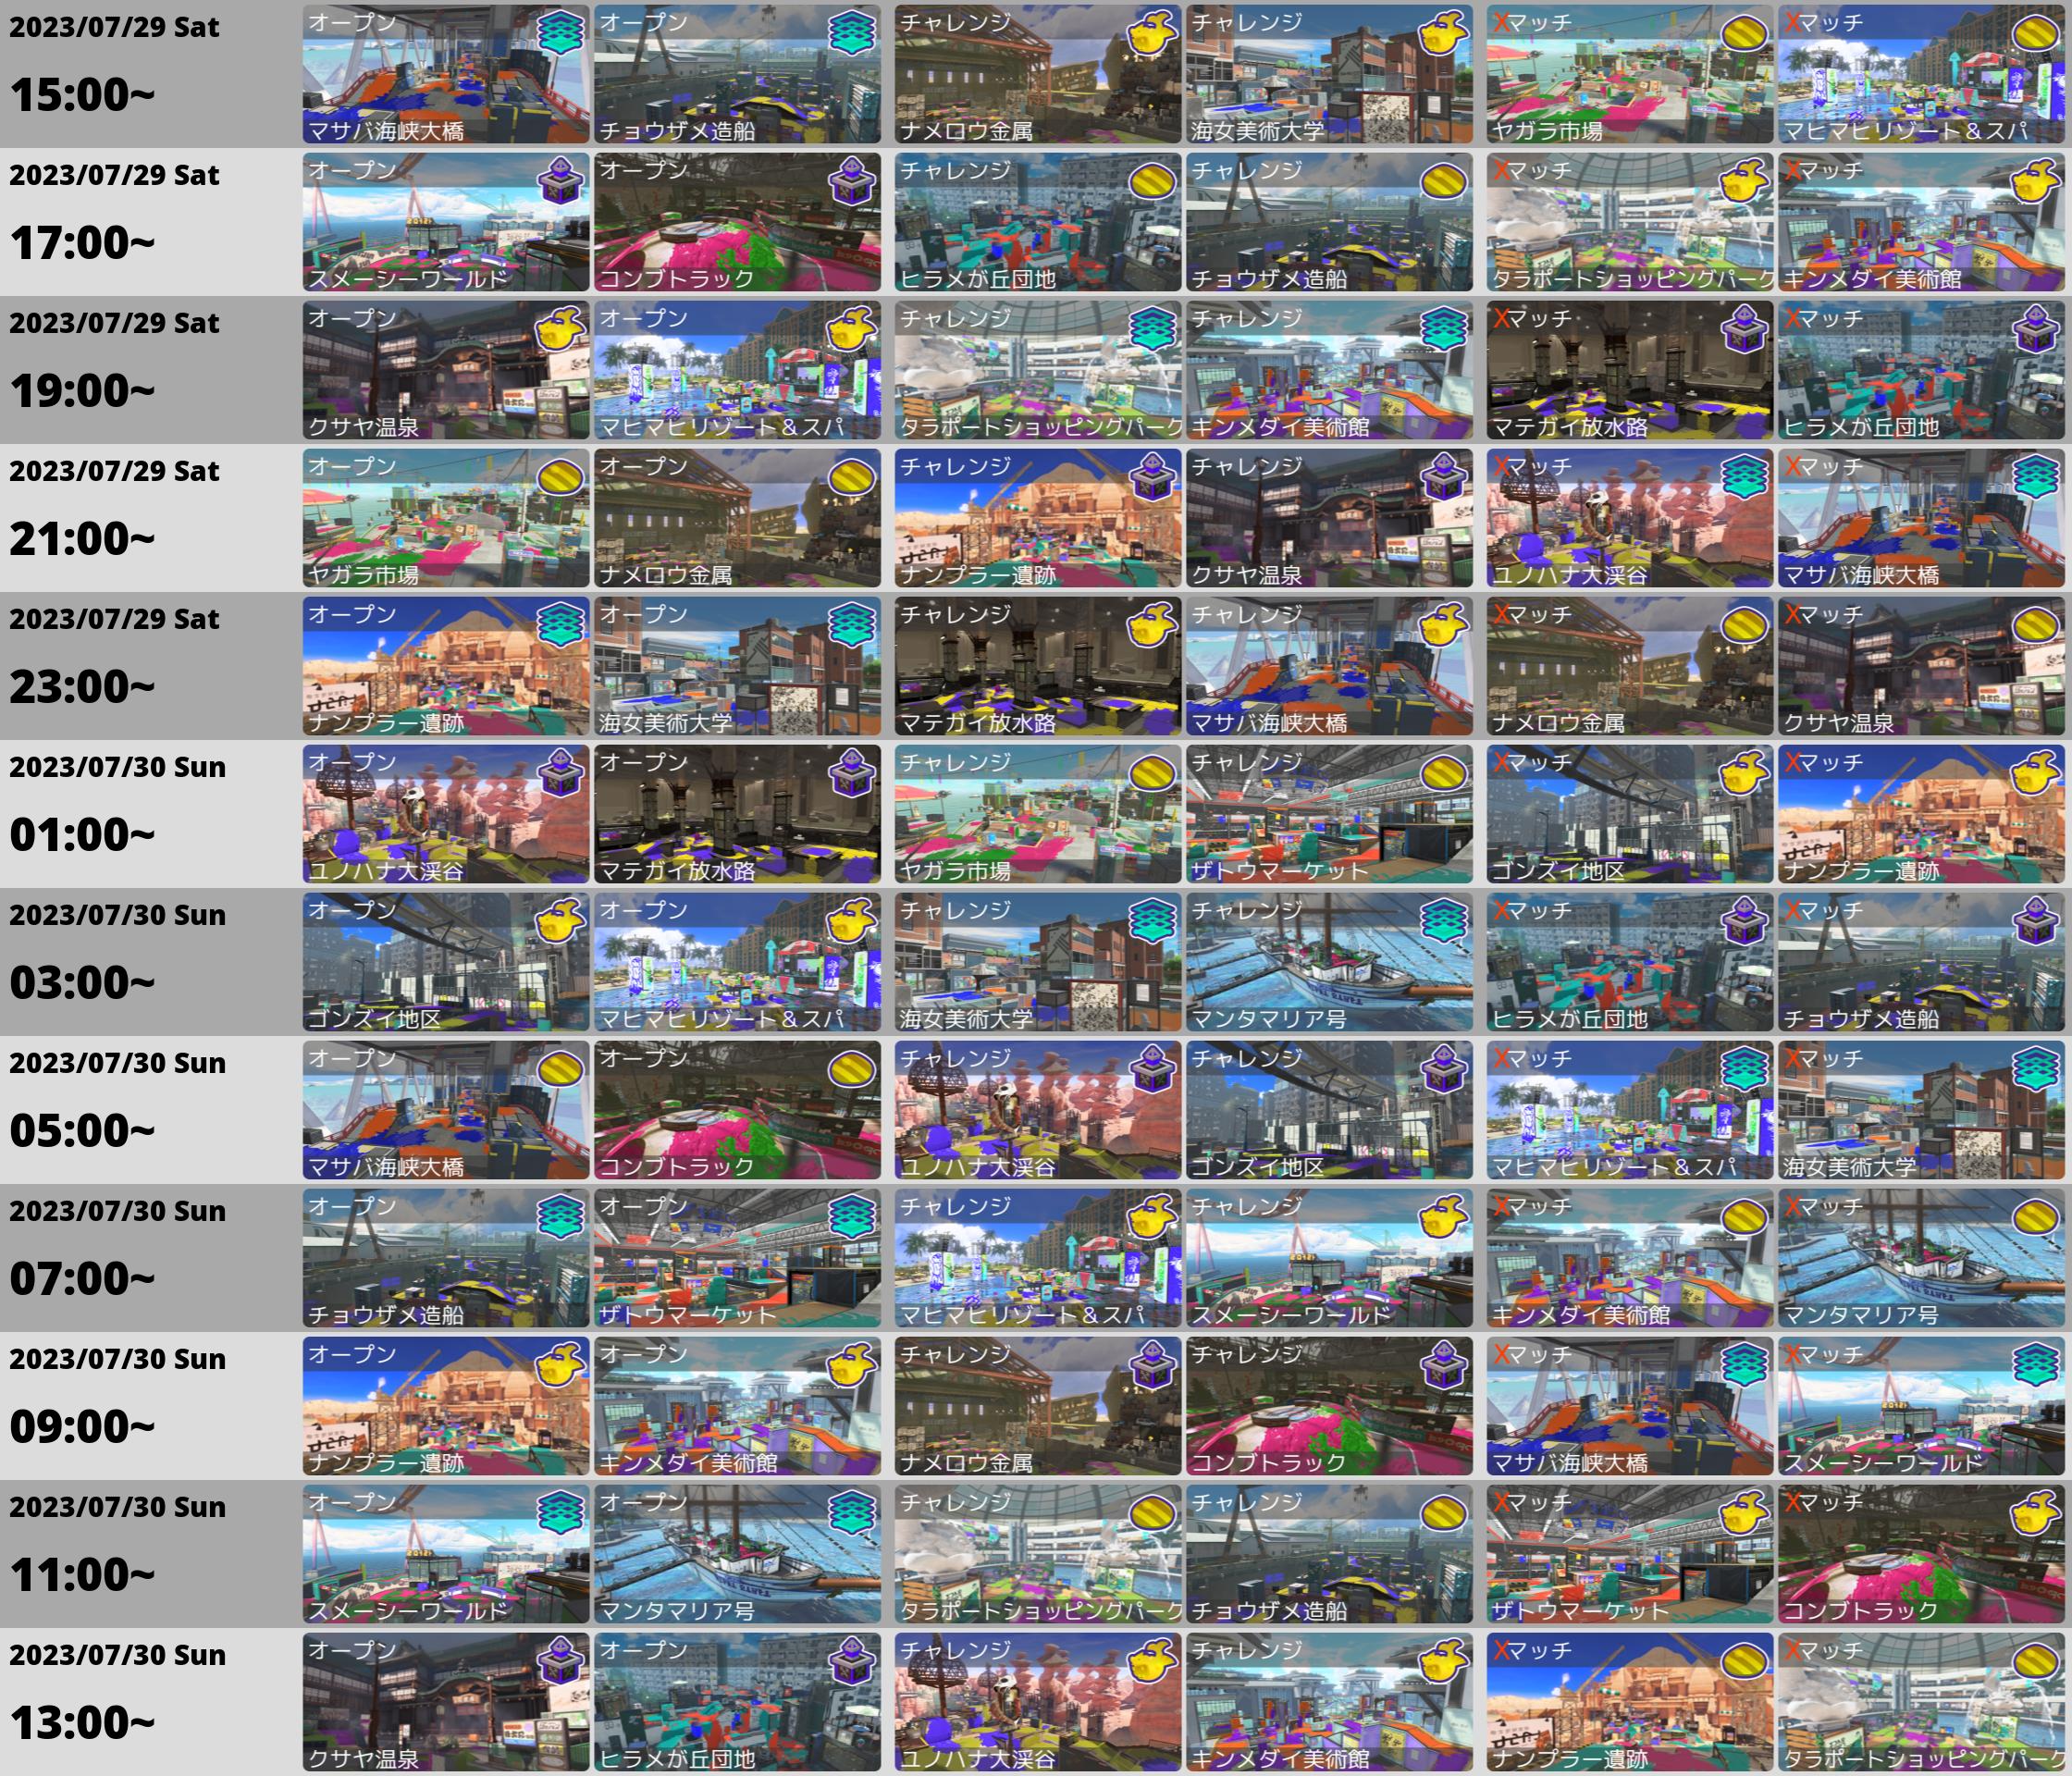 2023/07/29 Sat
15:00~
オープン オープン チャレンジ チャレンジ Xマッチ Xマッチ
マサバ海峡大橋 チョウザメ造船 ナメロウ金属 海女美術大学 ヤガラ市場 マヒマヒリゾート＆スパ
2023/07/29 Sat
17:00~
オープン オープン チャレンジ チャレンジ Xマッチ Xマッチ
スメーシーワールド コンブトラック ヒラメが丘団地 チョウザメ造船 タラポートショッピングパーク キンメダイ美術館
2023/07/29 Sat
19:00~
オープン オープン チャレンジ チャレンジ Xマッチ Xマッチ
クサヤ温泉 マヒマヒリゾート＆スパ タラポートショッピングパーク キンメダイ美術館 マテガイ放水路 ヒラメが丘団地
2023/07/29 Sat
21:00~
オープン オープン チャレンジ チャレンジ Xマッチ Xマッチ
ヤガラ市場 ナメロウ金属 ナンプラー遺跡 クサヤ温泉 ユノハナ大渓谷 マサバ海峡大橋
2023/07/29 Sat
23:00~
オープン オープン チャレンジ チャレンジ Xマッチ Xマッチ
ナンプラー遺跡 海女美術大学 マテガイ放水路 マサバ海峡大橋 ナメロウ金属 クサヤ温泉
2023/07/30 Sun
01:00~
オープン オープン チャレンジ チャレンジ Xマッチ Xマッチ
ユノハナ大渓谷 マテガイ放水路 ヤガラ市場 ザトウマーケット ゴンズイ地区 ナンプラー遺跡
2023/07/30 Sun
03:00~
オープン オープン チャレンジ チャレンジ Xマッチ Xマッチ
ゴンズイ地区 マヒマヒリゾート＆スパ 海女美術大学 マンタマリア号 ヒラメが丘団地 チョウザメ造船
2023/07/30 Sun
05:00~
オープン オープン チャレンジ チャレンジ Xマッチ Xマッチ
マサバ海峡大橋 コンブトラック ユノハナ大渓谷 ゴンズイ地区 マヒマヒリゾート＆スパ 海女美術大学
2023/07/30 Sun
07:00~
オープン オープン チャレンジ チャレンジ Xマッチ Xマッチ
チョウザメ造船 ザトウマーケット マヒマヒリゾート＆スパ スメーシーワールド キンメダイ美術館 マンタマリア号
2023/07/30 Sun
09:00~
オープン オープン チャレンジ チャレンジ Xマッチ Xマッチ
ナンプラー遺跡 キンメダイ美術館 ナメロウ金属 コンブトラック マサバ海峡大橋 スメーシーワールド
2023/07/30 Sun
11:00~
オープン オープン チャレンジ チャレンジ Xマッチ Xマッチ
スメーシーワールド マンタマリア号 タラポートショッピングパーク チョウザメ造船 ザトウマーケット コンブトラック
2023/07/30 Sun
13:00~
オープン オープン チャレンジ チャレンジ Xマッチ Xマッチ
クサヤ温泉 ヒラメが丘団地 ユノハナ大渓谷 キンメダイ美術館 ナンプラー遺跡 タラポートショッピングパーク